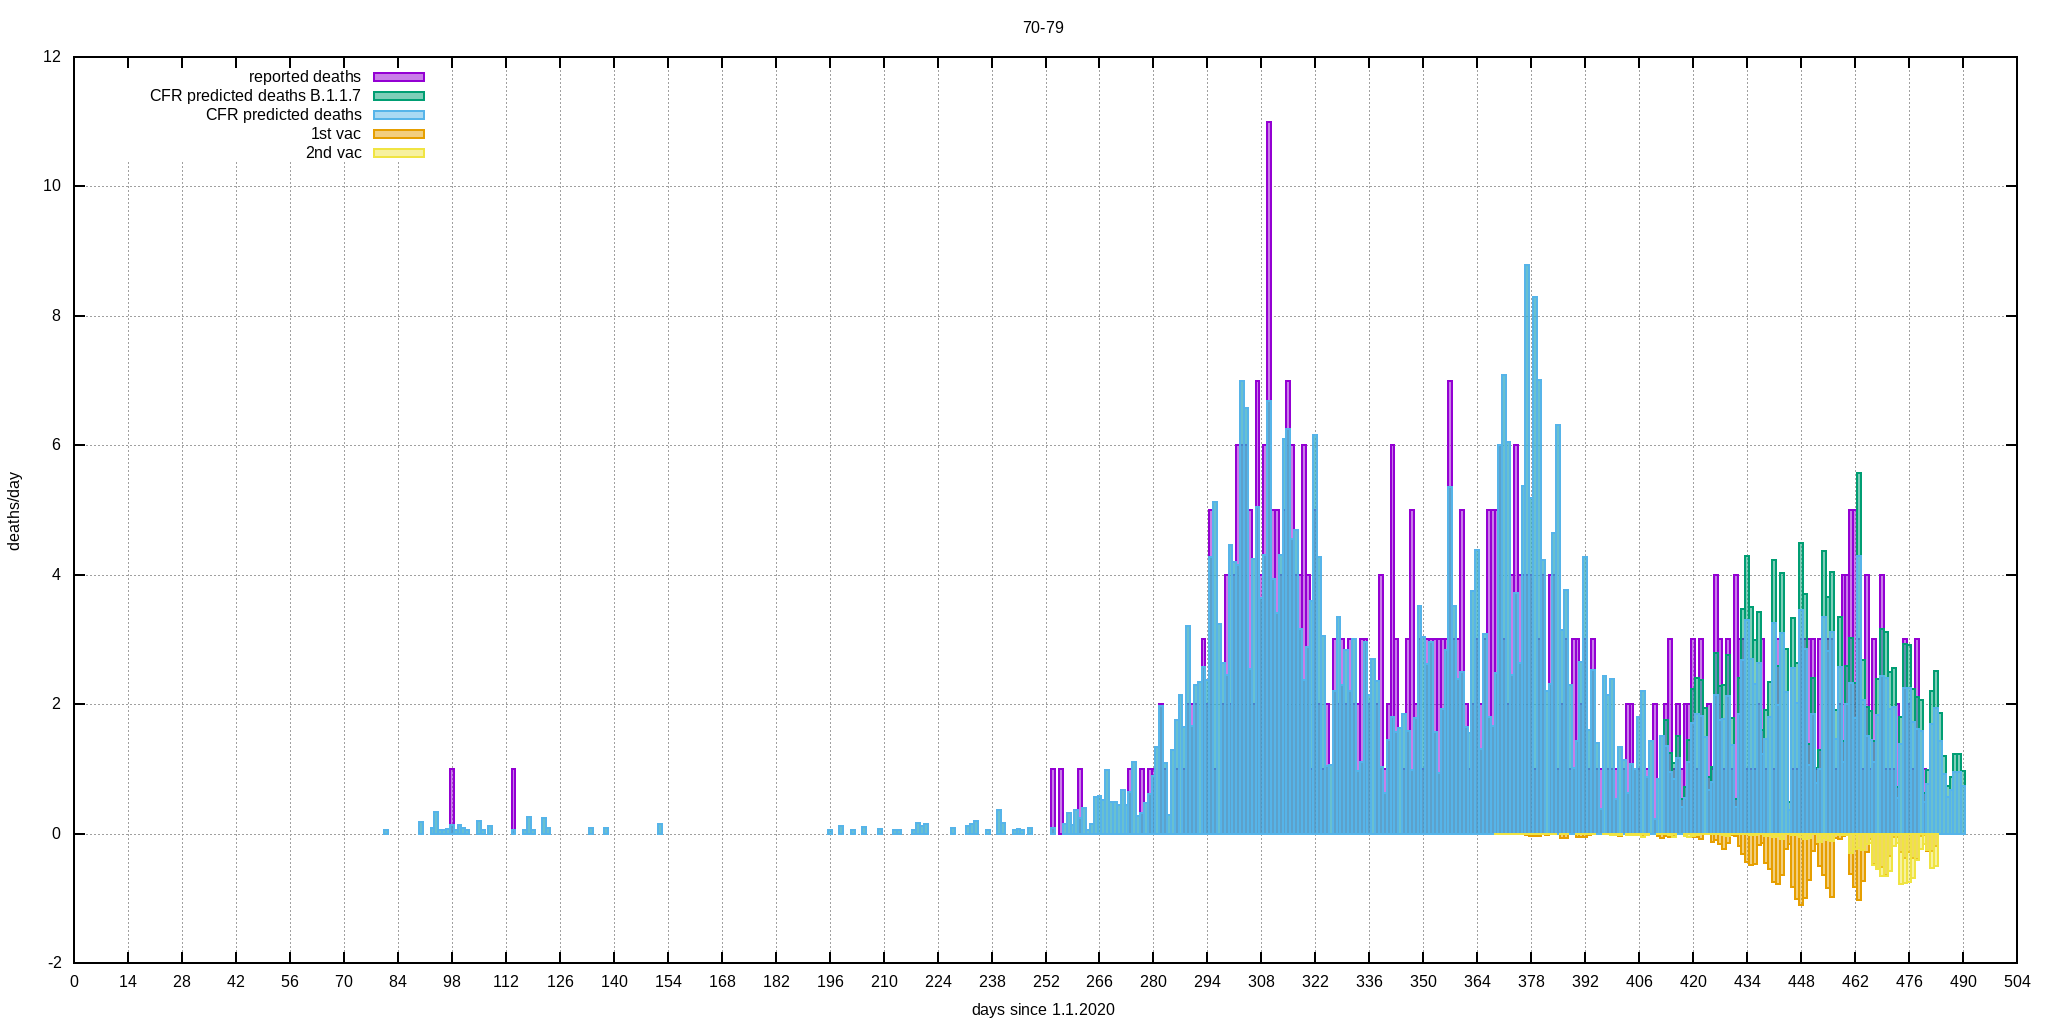 70-79
reported deaths
CFR predicted deaths B.1.1.7
CFR predicted deaths
1st vac
2nd vac
12
10
8
6
4
2
0
-2
deaths/day
0 14 28 42 56 70 84 98 112 126 140 154 168 182 196 210 224 238 252 266 280 294 308 322 336 350 364 378 392 406 420 434 448 462 476 490 504
days since 1.1.2020